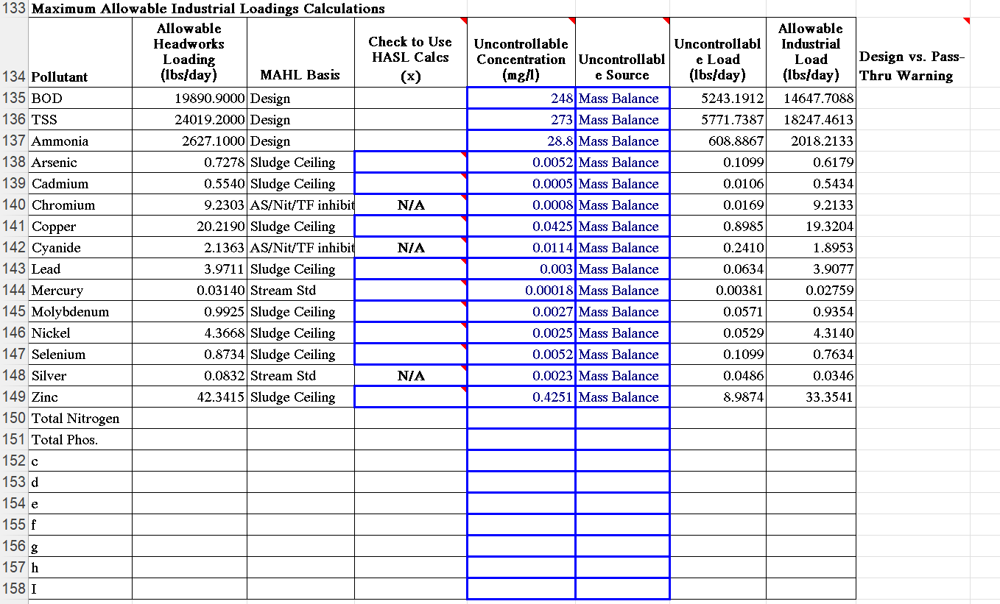 133 Maximum Allowable Industrial Loadings Calculations
134 Pollutant Allowable Headworks Loading (lbs/day) MAHL Basis Check to Use HASL Calcs (x) Uncontrollable Concentration (mg/l) Uncontrollabl e Source Uncontrollabl e Load (lbs/day) Allowable Industrial Load (lbs/day) Design vs. Pass-Thru Warning
135 BOD 19890.9000 Design 248 Mass Balance 5243.1912 14647.7088
136 TSS 24019.2000 Design 273 Mass Balance 5771.7387 18247.4613
137 Ammonia 2627.1000 Design 28.8 Mass Balance 608.8867 2018.2133
138 Arsenic 0.7278 Sludge Ceiling 0.0052 Mass Balance 0.1099 0.6179
139 Cadmium 0.5540 Sludge Ceiling 0.0005 Mass Balance 0.0106 0.5434
140 Chromium 9.2303 AS/Nit/TF inhibit N/A 0.0008 Mass Balance 0.0169 9.2133
141 Copper 20.2190 Sludge Ceiling 0.0425 Mass Balance 0.8985 19.3204
142 Cyanide 2.1363 AS/Nit/TF inhibit N/A 0.0114 Mass Balance 0.2410 1.8953
143 Lead 3.9711 Sludge Ceiling 0.003 Mass Balance 0.0634 3.9077
144 Mercury 0.03140 Stream Std 0.00018 Mass Balance 0.00381 0.02759
145 Molybdenum 0.9925 Sludge Ceiling 0.0027 Mass Balance 0.0571 0.9354
146 Nickel 4.3668 Sludge Ceiling 0.0025 Mass Balance 0.0529 4.3140
147 Selenium 0.8734 Sludge Ceiling 0.0052 Mass Balance 0.1099 0.7634
148 Silver 0.0832 Stream Std N/A 0.0023 Mass Balance 0.0486 0.0346
149 Zinc 42.3415 Sludge Ceiling 0.4251 Mass Balance 8.9874 33.3541
150 Total Nitrogen
151 Total Phos.
152 c
153 d
154 e
155 f
156 g
157 h
158 I